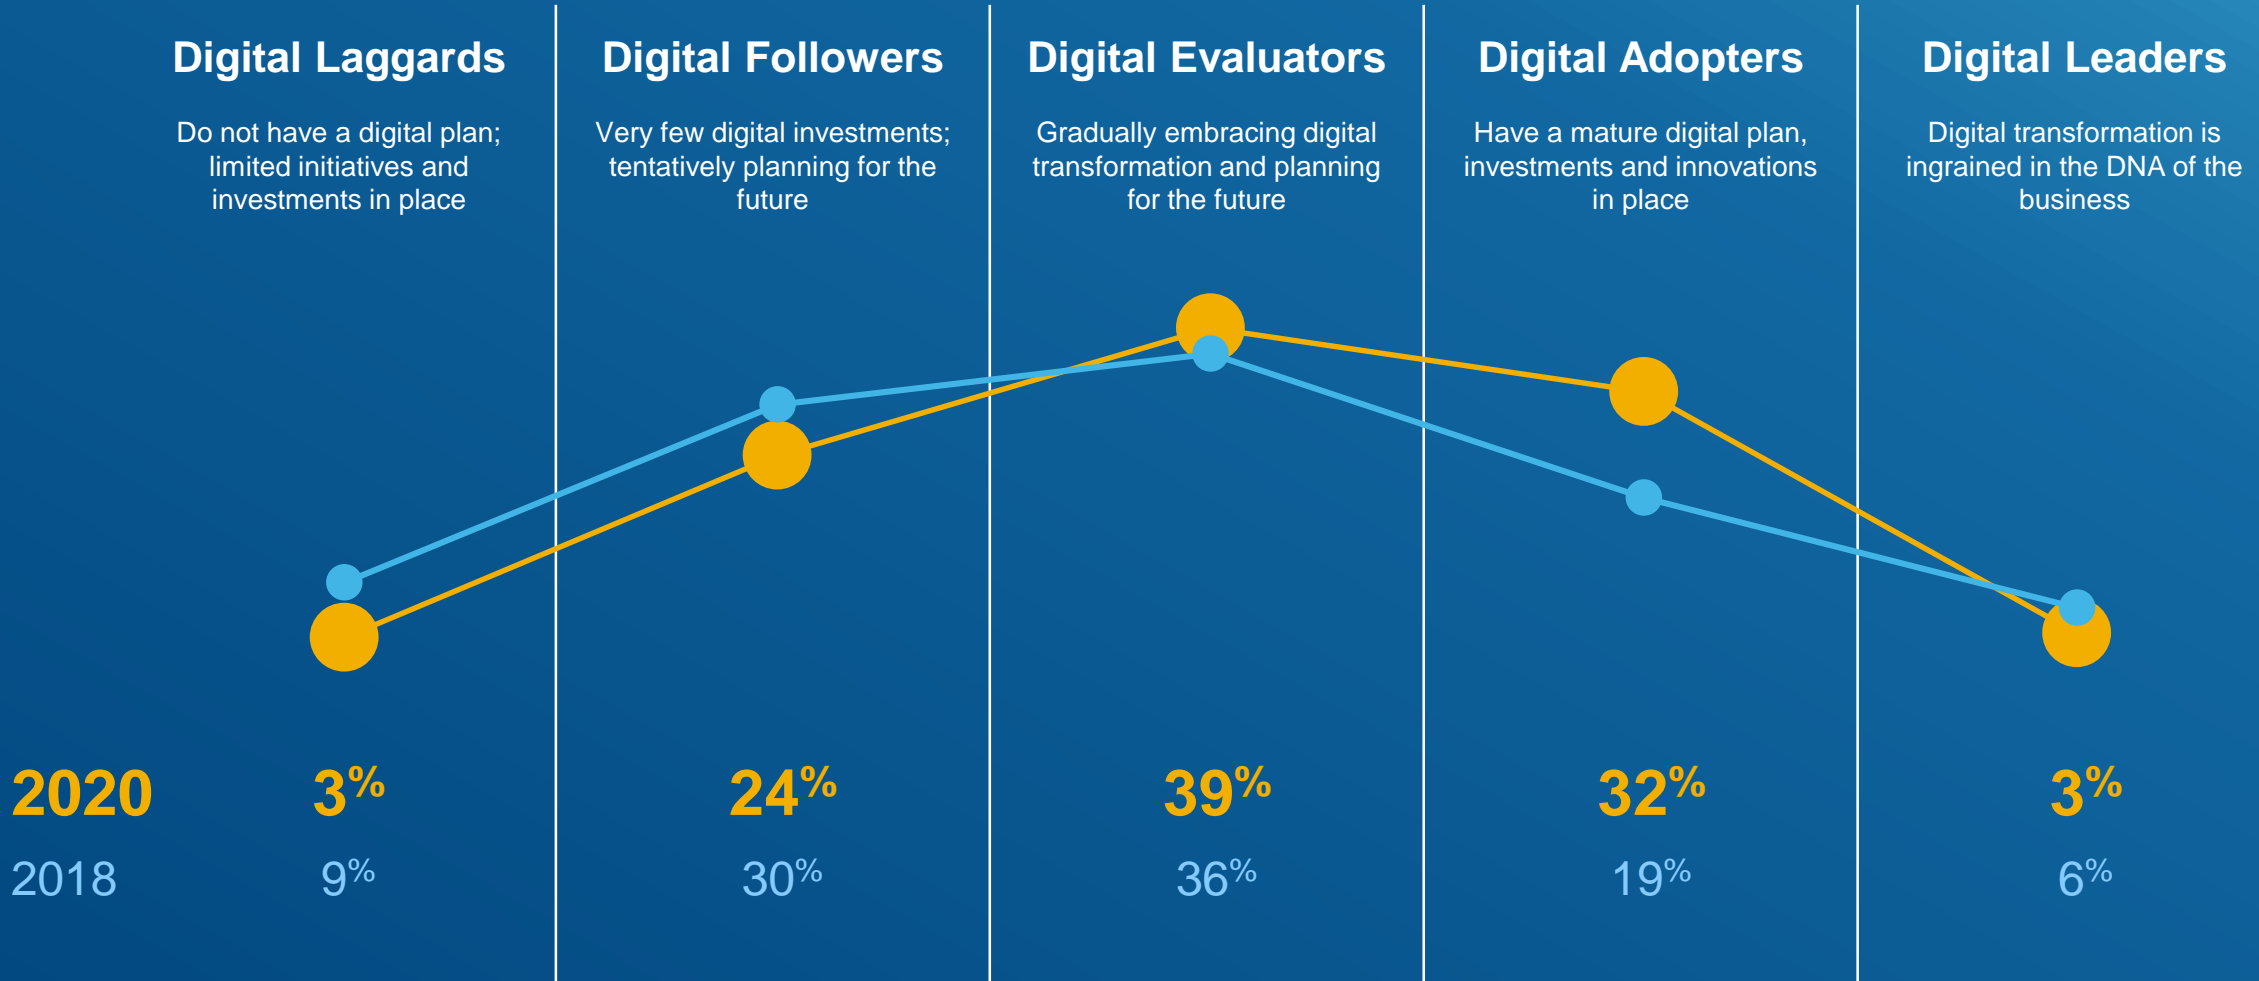 Digital Laggards
Do not have a digital plan;
limited initiatives and
investments in place
Digital Followers
Very few digital investments;
tentatively planning for the
future
Digital Evaluators
Gradually embracing digital
transformation and planning
for the future
Digital Adopters
Have a mature digital plan,
investments and innovations
in place
Digital Leaders
Digital transformation is
ingrained in the DNA of the
business
2020 3% 24% 39% 32% 3%
2018 9% 30% 36% 19% 6%